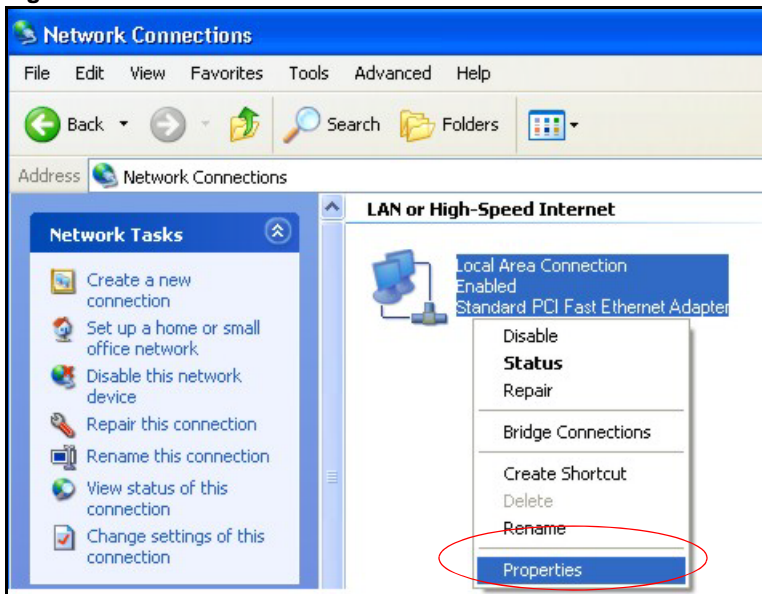 Network Connections
File Edit View Favorites Tools Advanced Help
Back Search Folders
Address Network Connections
Network Tasks
Create a new
connection
Set up a home or small
office network
Disable this network
device
Repair this connection
Rename this connection
View status of this
connection
Change settings of this
connection
LAN or High-Speed Internet
Local Area Connection
Enabled
Standard PCI Fast Ethernet Adapter
Disable
Status
Repair
Bridge Connections
Create Shortcut
Delete
Rename
Properties